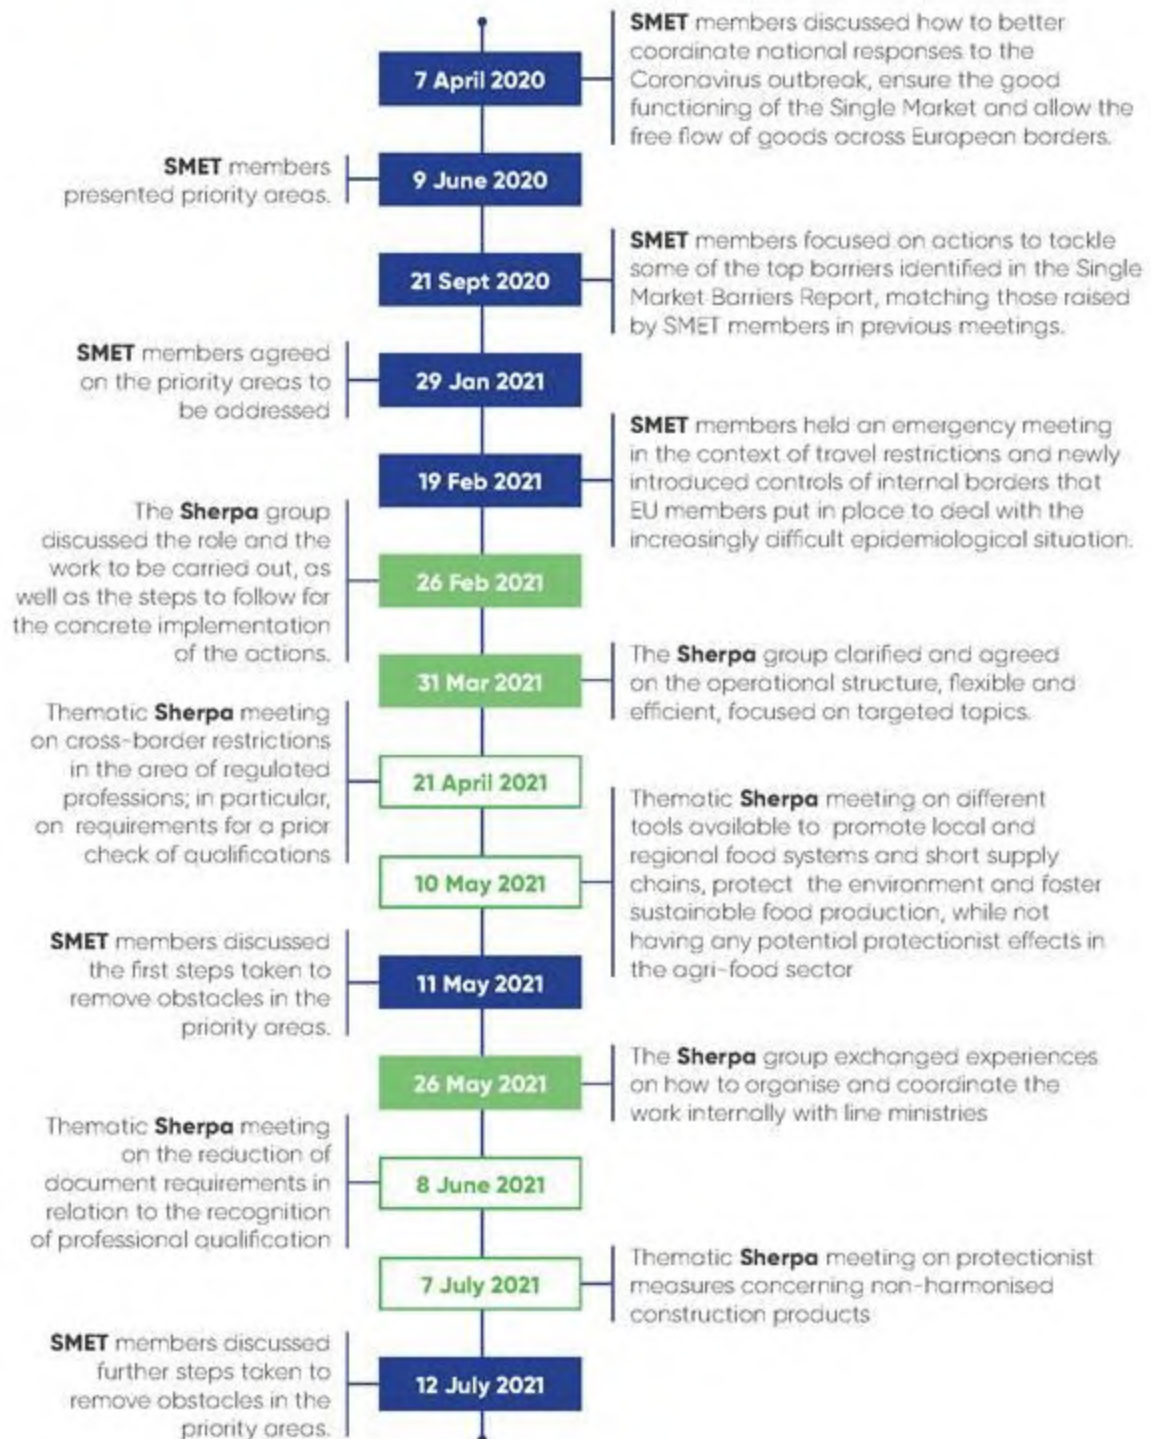 7 April 2020
SMET members discussed how to better
coordinate national responses to the
Coronavirus outbreak, ensure the good
functioning of the Single Market and allow the
free flow of goods across European borders.
SMET members
presented priority areas.
9 June 2020
21 Sept 2020
SMET members focused on actions to tackle
some of the top barriers identified in the Single
Market Barriers Report, matching those raised
by SMET members in previous meetings.
SMET members agreed
on the priority areas to
be addressed
29 Jan 2021
19 Feb 2021
SMET members held an emergency meeting
in the context of travel restrictions and newly
introduced controls of internal borders that
EU members put in place to deal with the
increasingly difficult epidemiological situation.
The Sherpa group
discussed the role and the
work to be carried out, as
well as the steps to follow for
the concrete implementation
of the actions.
26 Feb 2021
31 Mar 2021
The Sherpa group clarified and agreed
on the operational structure, flexible and
efficient, focused on targeted topics.
Thematic Sherpa meeting
on cross-border restrictions
in the area of regulated
professions; in particular,
on requirements for a prior
check of qualifications
21 April 2021
10 May 2021
Thematic Sherpa meeting on different
tools available to promote local and
regional food systems and short supply
chains, protect the environment and foster
sustainable food production, while not
having any potential protectionist effects in
the agri-food sector
SMET members discussed
the first steps taken to
remove obstacles in the
priority areas.
11 May 2021
26 May 2021
The Sherpa group exchanged experiences
on how to organise and coordinate the
work internally with line ministries
Thematic Sherpa meeting
on the reduction of
document requirements in
relation to the recognition
of professional qualification
8 June 2021
7 July 2021
Thematic Sherpa meeting on protectionist
measures concerning non-harmonised
construction products
SMET members discussed
further steps taken to
remove obstacles in the
priority areas.
12 July 2021